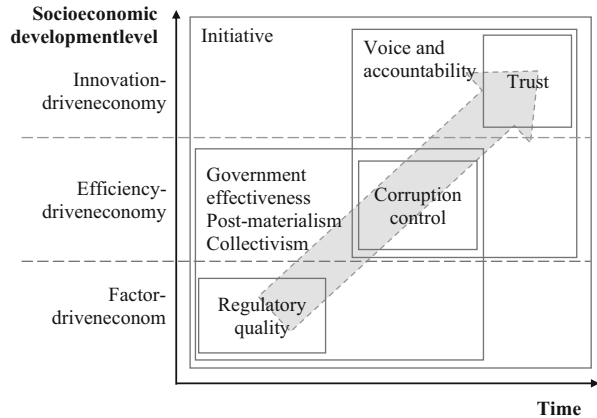 Socioeconomic
developmentlevel
Initiative
Voice and
accountability
Innovation-
driveneconomy
Trust
Government
effectiveness
Post-materialism
Collectivism
Efficiency-
driveneconomy
Corruption
control
Factor-
driveneconom
Regulatory
quality
Time